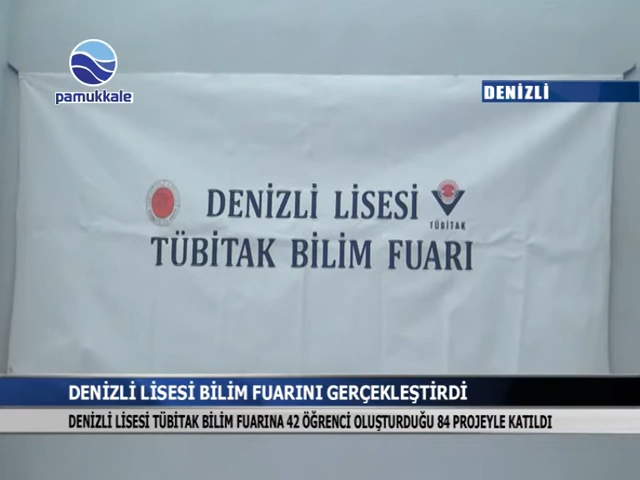 pamukkale
DENİZLİ
DENİZLİ LİSESİ
TÜBİTAK
TÜBİTAK BİLİM FUARI
DENİZLİ LİSESİ BİLİM FUARINI GERÇEKLEŞTİRDİ
DENİZLİ LİSESİ TÜBİTAK BİLİM FUARINA 42 ÖĞRENCİ OLUŞTURDUĞU 84 PROJEYLE KATILDI